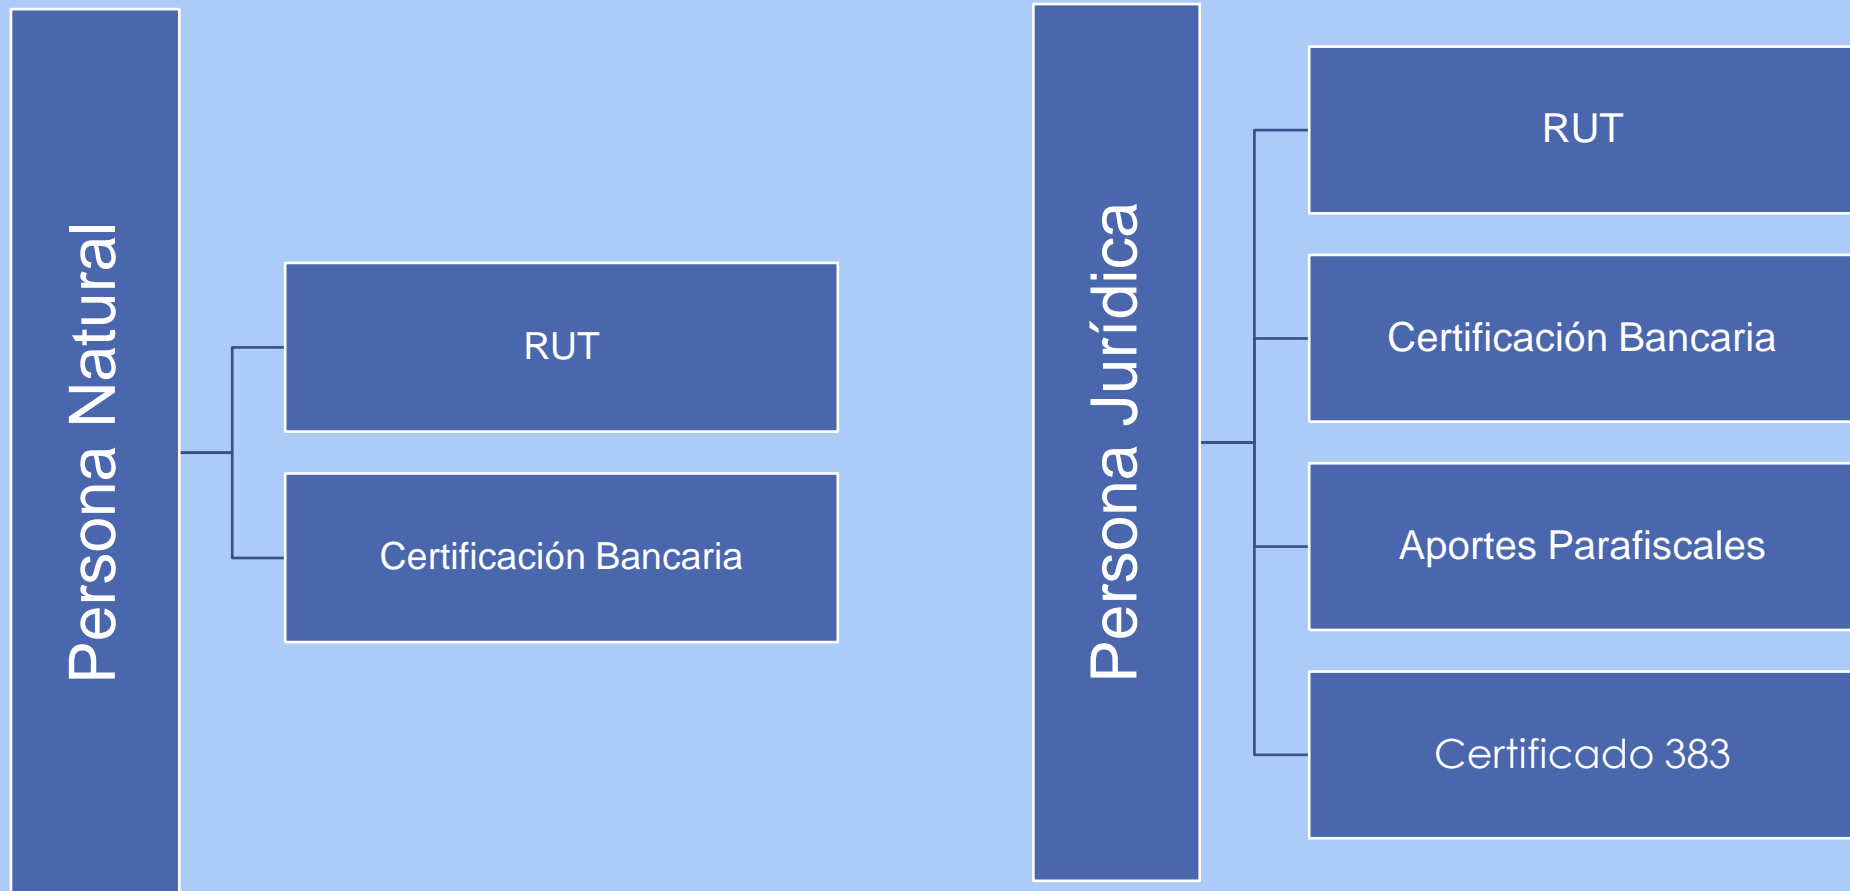 Persona Natural
RUT
Certificación Bancaria
Persona Jurídica
RUT
Certificación Bancaria
Aportes Parafiscales
Certificado 383